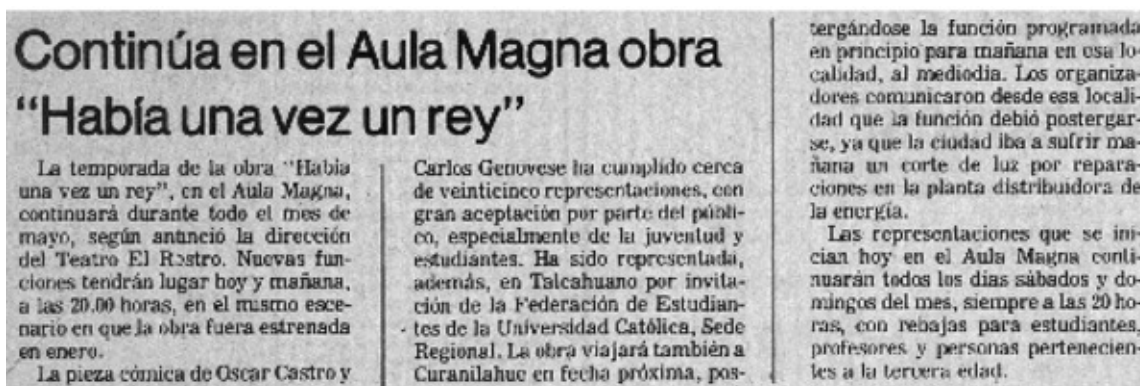 Continúa en el Aula Magna obra
“Había una vez un rey”
La temporada de la obra “Había
una vez un rey”, en el Aula Magna,
continuará durante todo el mes de
mayo, según anunció la dirección
del Teatro El Rostro. Nuevas fun-
ciones tendrán lugar hoy y mañana,
a las 20.00 horas, en el mismo esce-
nario en que la obra fuera estrenada
en enero.
La pieza cómica de Oscar Castro y
Carlos Genovese ha cumplido cerca
de veinticinco representaciones, con
gran aceptación por parte del públi-
co, especialmente de la juventud y
estudiantes. Ha sido representada,
además, en Talcahuano por invita-
ción de la Federación de Estudian-
tes de la Universidad Católica, Sede
Regional. La obra viajará también a
Curanilahue en fecha próxima, pos-
tergándose la función programada
en principio para mañana en esa lo-
calidad, al mediodía. Los organiza-
dores comunicaron desde esa locali-
dad que la función debió postergar-
se, ya que la ciudad iba a sufrir ma-
ñana un corte de luz por repara-
ciones en la planta distribuidora de
la energía.
Las representaciones que se ini-
cian hoy en el Aula Magna conti-
nuarán todos los días sábados y do-
mingos del mes, siempre a las 20 ho
ras, con rebajas para estudiantes,
profesores y personas pertenecien-
tes a la tercera edad.